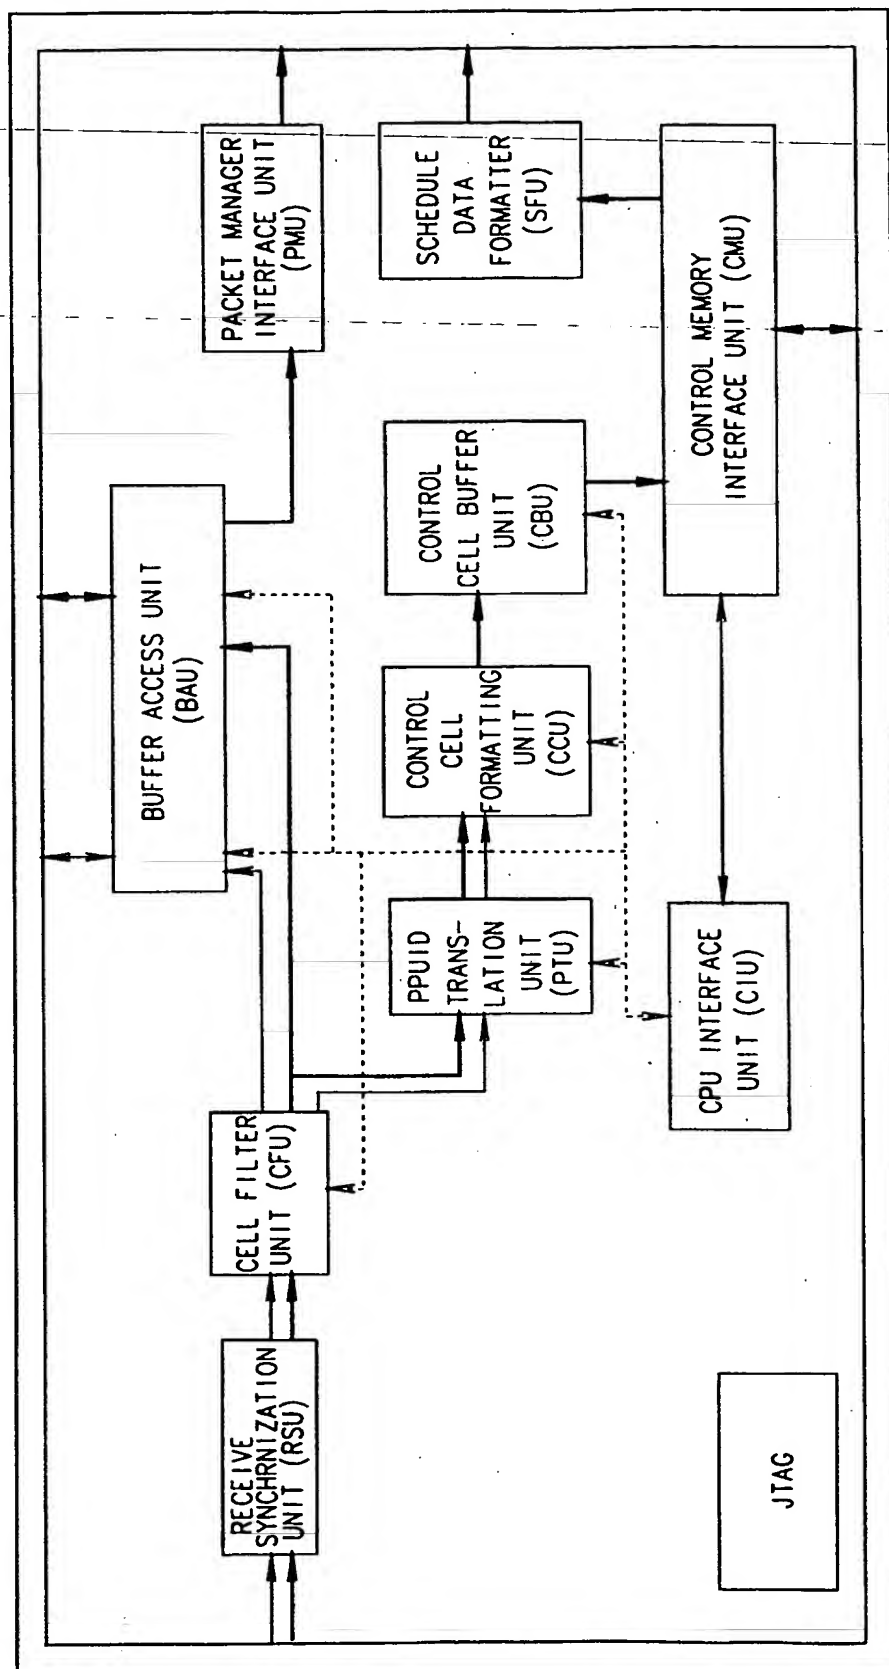 RECEIVE
SYNCHRNIZATION
UNIT (RSU)
CELL FILTER
UNIT (CFU)
BUFFER ACCESS UNIT
(BAU)
PACKET MANAGER
INTERFACE UNIT
(PMU)
PPUID
TRANS-
LATION
UNIT
(PTU)
CONTROL
CELL
FORMATTING
UNIT
(CCU)
CONTROL
CELL BUFFER
UNIT
(CBU)
SCHEDULE
DATA
FORMATTER
(SFU)
CPU INTERFACE
UNIT (CIU)
CONTROL MEMORY
INTERFACE UNIT (CMU)
JTAG